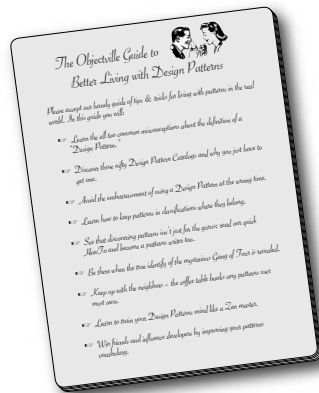 The Objectville Guide to
Better Living with Design Patterns
Please accept our handy guide of tips & tricks for living with patterns in the real
world. In this guide you will:
☞ Learn the all too common misconceptions about the definition of a
"Design Pattern."
☞ Discover those nifty Design Pattern Catalogs and why you just have to
get one.
☞ Avoid the embarrassment of using a Design Pattern at the wrong time.
☞ Learn how to keep patterns in classifications where they belong.
☞ See that discovering patterns isn't just for the gurus; read our quick
HowTo and become a patterns writer too.
☞ Be there when the true identify of the mysterious Gang of Four is revealed.
☞ Keep up with the neighbors – the coffee table books any patterns user
must own.
☞ Learn to train your Design Patterns mind like a Zen master.
☞ Win friends and influence developers by improving your patterns
vocabulary.